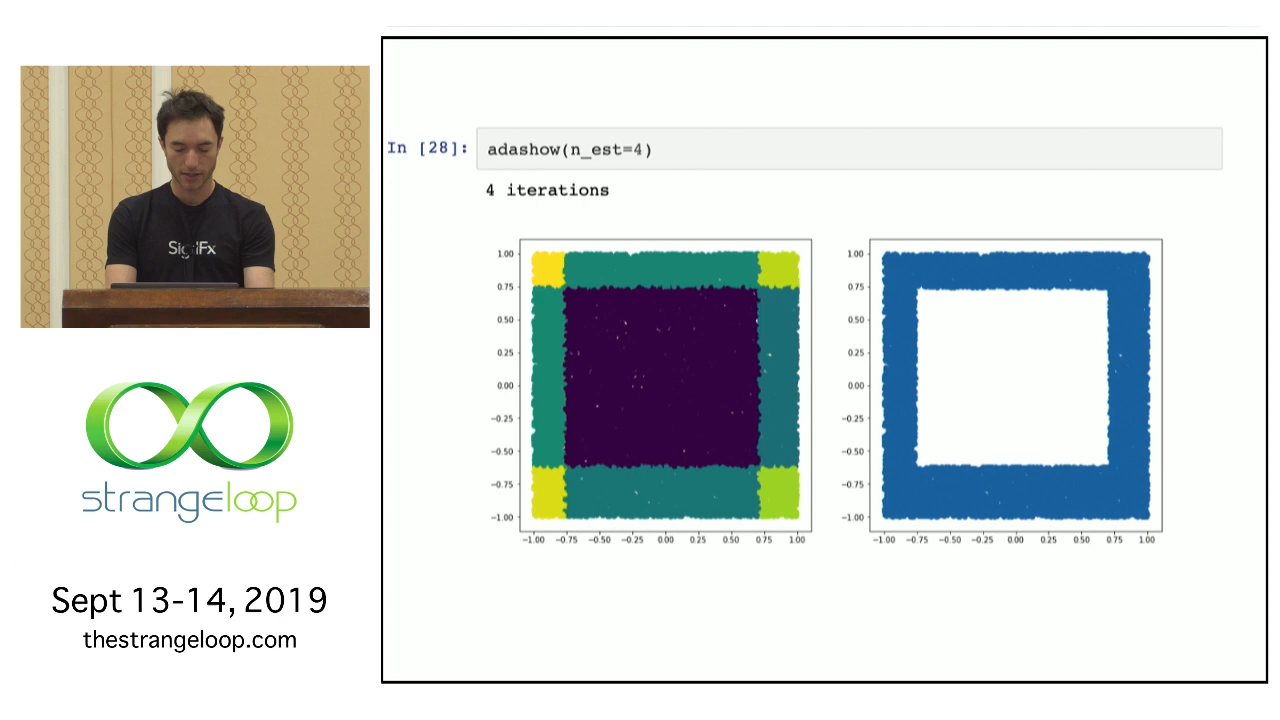 SignlFx
strangeloop
Sept 13-14, 2019
thestrangeloop.com
In [28]: adashow(n_est=4)
4 iterations
1.00
0.75
0.50
0.25
0.00
−0.25
−0.50
−0.75
−1.00
−1.00 −0.75 −0.50 −0.25 0.00 0.25 0.50 0.75 1.00
1.00
0.75
0.50
0.25
0.00
−0.25
−0.50
−0.75
−1.00
−1.00 −0.75 −0.50 −0.25 0.00 0.25 0.50 0.75 1.00